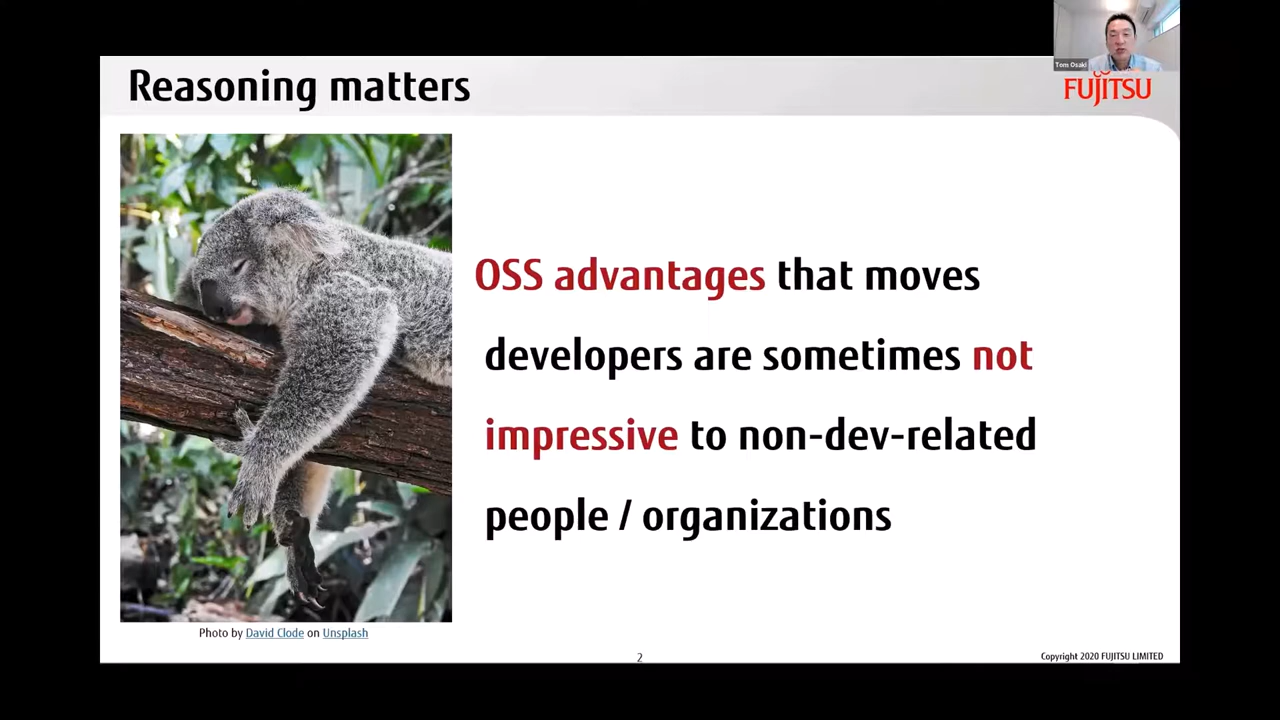 Tom Osaki
Reasoning matters
FUJITSU
OSS advantages that moves
developers are sometimes not
impressive to non-dev-related
people / organizations
Photo by David Clode on Unsplash
2
Copyright 2020 FUJITSU LIMITED